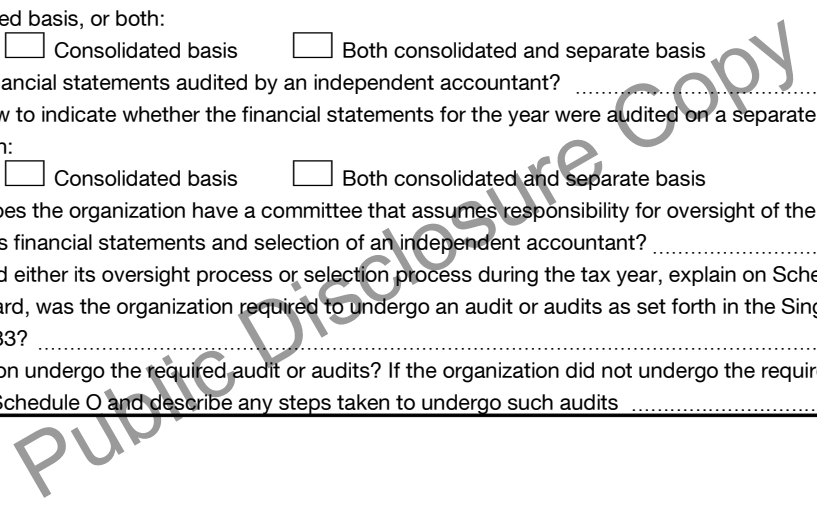 ed basis, or both:
Consolidated basis Both consolidated and separate basis
ancial statements audited by an independent accountant?
w to indicate whether the financial statements for the year were audited on a separate
n:
Consolidated basis Both consolidated and separate basis
oes the organization have a committee that assumes responsibility for oversight of the
s financial statements and selection of an independent accountant?
d either its oversight process or selection process during the tax year, explain on Sche
ard, was the organization required to undergo an audit or audits as set forth in the Sing
33?
on undergo the required audit or audits? If the organization did not undergo the requir
Schedule O and describe any steps taken to undergo such audits
Public Disclosure Copy